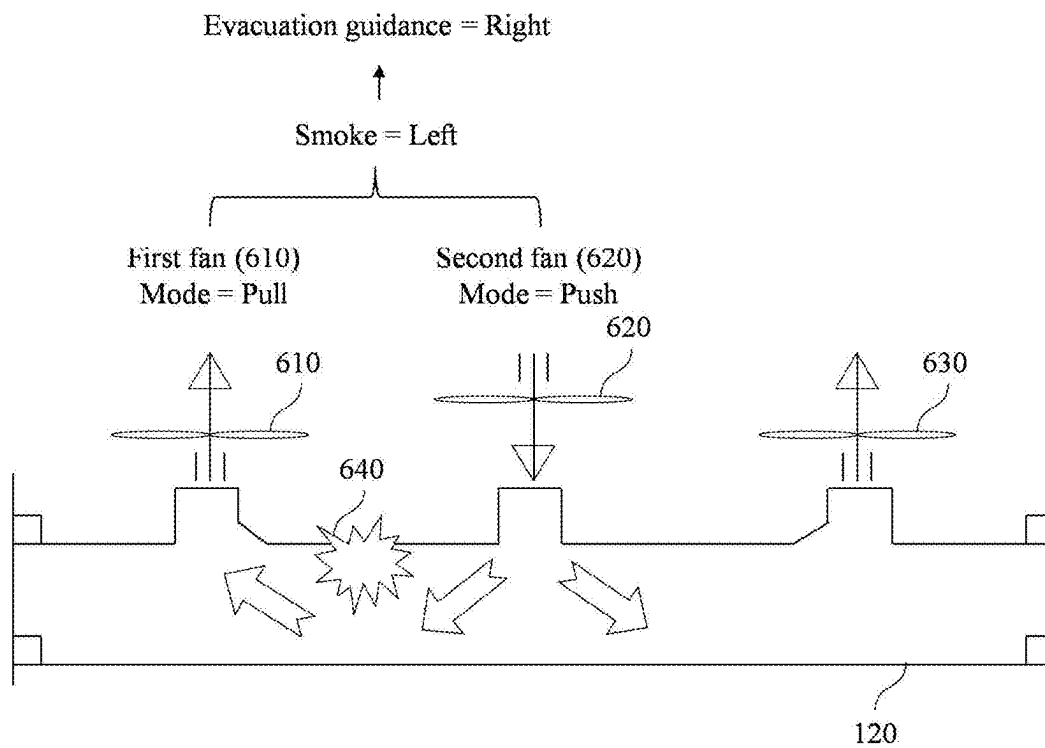 Evacuation guidance = Right
Smoke = Left
First fan (610)
Mode = Pull
Second fan (620)
Mode = Push
610
620
630
640
120